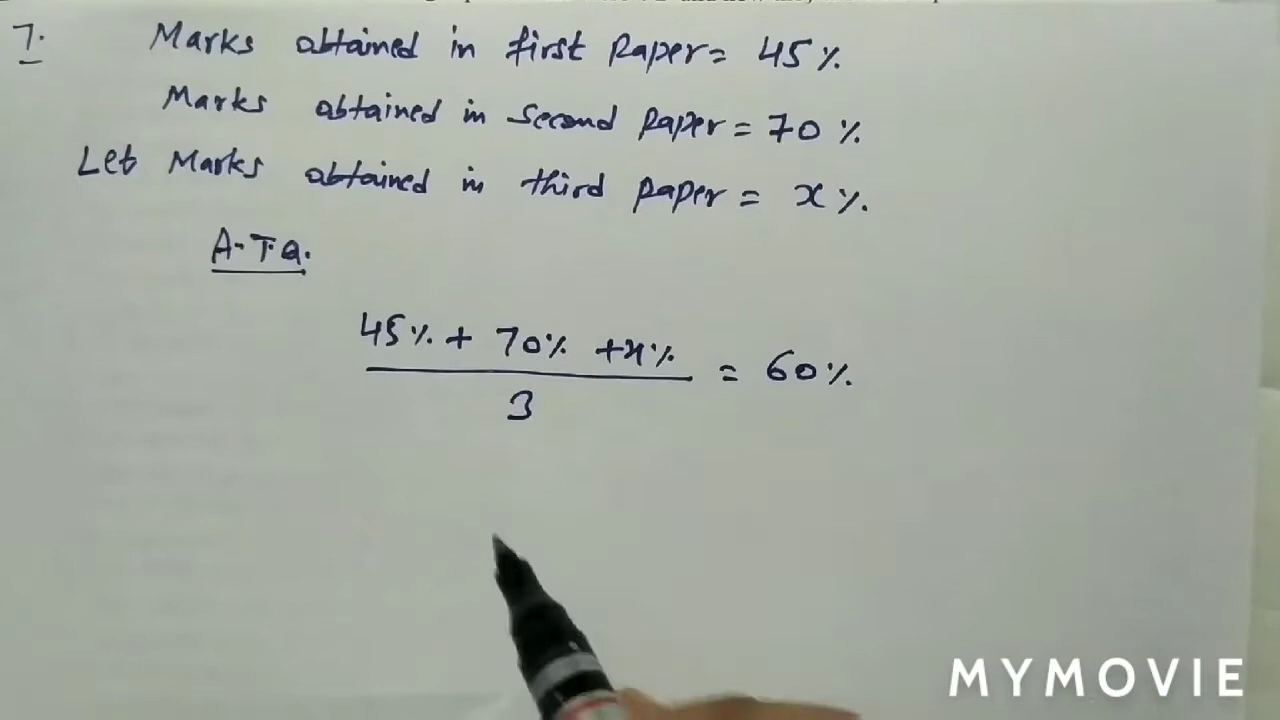 7. Marks obtained in first Paper = 45%
Marks obtained in second Paper = 70%
Let Marks obtained in third Paper = x%
A.T.Q.
45% + 70% + x%
3
= 60%
MYMOVIE